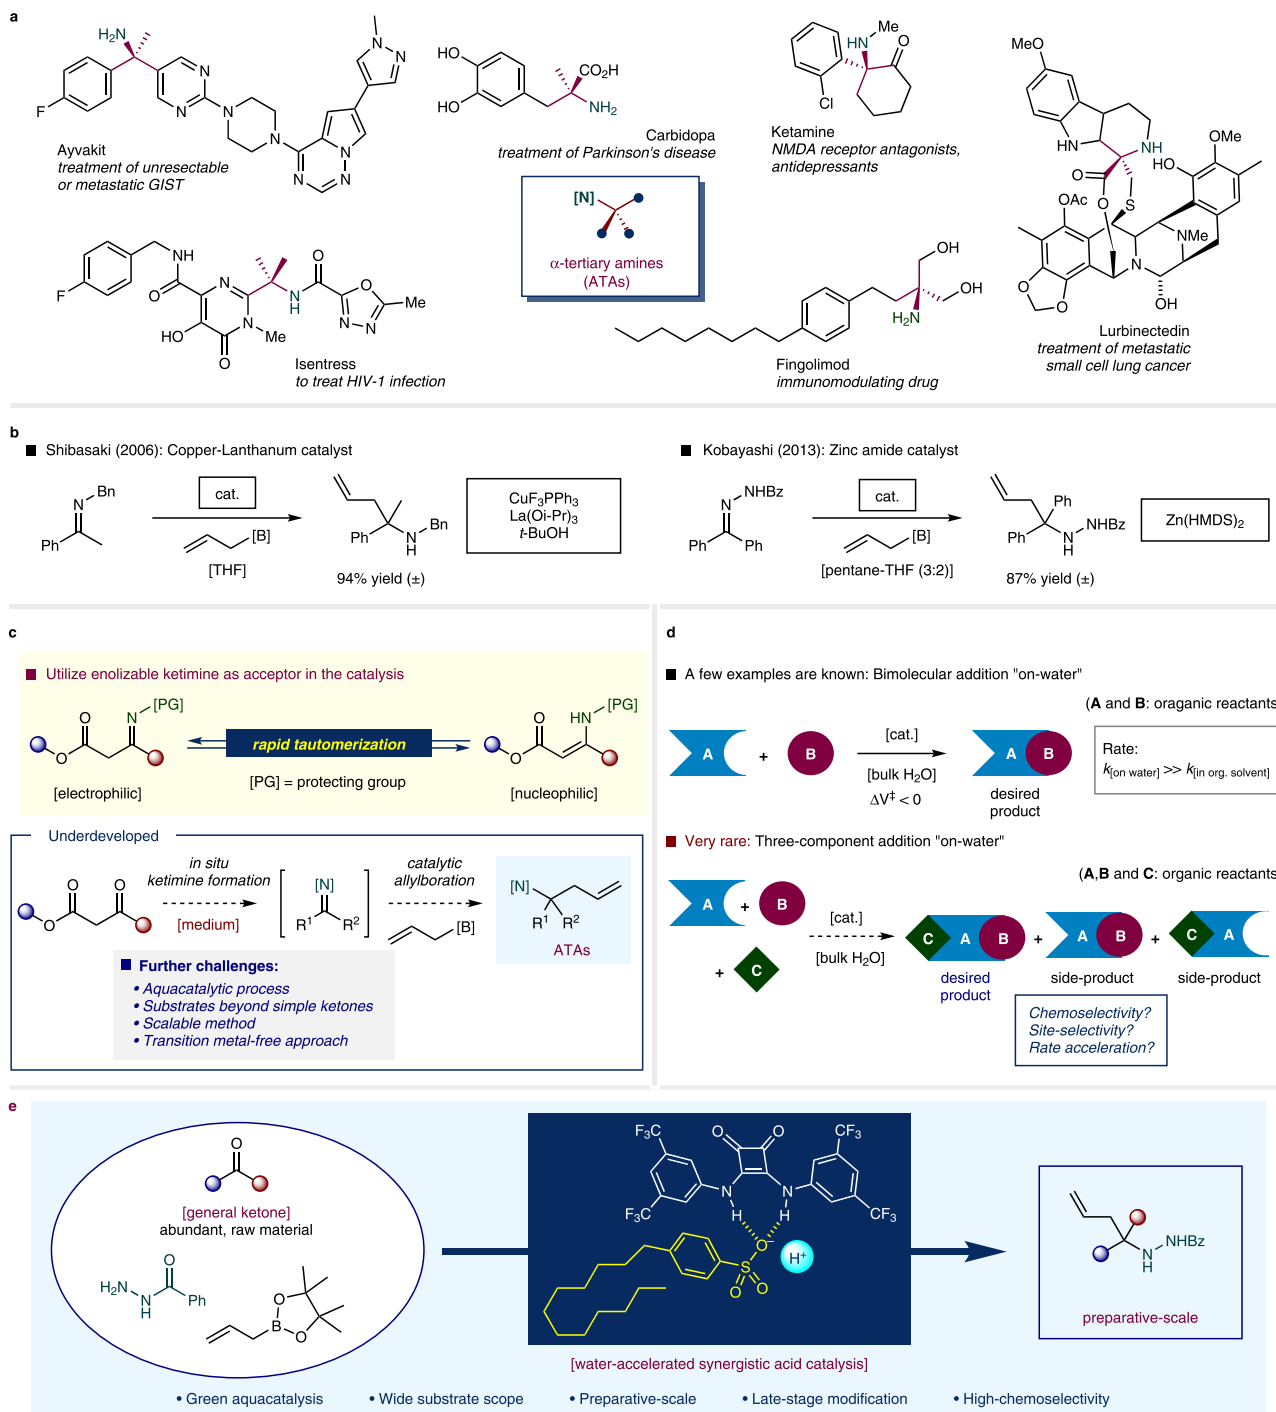 a
H₂N
F
N
N
N
N
N
N
N
N
N
N
Ayvakit
treatment of unresectable
or metastatic GIST
HO
HO
CO₂H
NH₂
Carbidopa
treatment of Parkinson's disease
HN
Me
O
Cl
Ketamine
NMDA receptor antagonists,
antidepressants
MeO
HN
NH
O
O
S
HO
OMe
OAc
NMe
N
O
O
OH
Lurbinectedin
treatment of metastatic
small cell lung cancer
[N]
α-tertiary amines
(ATAs)
F
NH
O
N
N
Me
HO
O
N
H
O
O
N
N
Me
Isentress
to treat HIV-1 infection
OH
OH
H₂N
Fingolimod
immunomodulating drug
b
Shibasaki (2006): Copper-Lanthanum catalyst
N
Bn
Ph
cat.
[B]
[THF]
Ph
N
H
Bn
94% yield (±)
CuF₃PPh₃
La(Oi-Pr)₃
t-BuOH
Kobayashi (2013): Zinc amide catalyst
NHBz
N
Ph
Ph
cat.
[B]
[pentane-THF (3:2)]
Ph
Ph
N
H
NHBz
87% yield (±)
Zn(HMDS)₂
c
Utilize enolizable ketimine as acceptor in the catalysis
O
O
N
[PG]
[electrophilic]
rapid tautomerization
[PG] = protecting group
O
O
HN
[PG]
[nucleophilic]
Underdeveloped
O
O
O
in situ
ketimine formation
[medium]
[N]
R¹
R²
catalytic
allylboration
[B]
[N]
R¹
R²
ATAs
Further challenges:
• Aquacatalytic process
• Substrates beyond simple ketones
• Scalable method
• Transition metal-free approach
d
A few examples are known: Bimolecular addition "on-water"
(A and B: oraganic reactants
A
+
B
[cat.]
[bulk H₂O]
ΔV‡ < 0
A
B
desired
product
Rate:
k[on water] >> k[in org. solvent]
Very rare: Three-component addition "on-water"
(A,B and C: organic reactants
A
+
B
+
C
[cat.]
[bulk H₂O]
C
A
B
+
A
B
+
C
A
desired
product
side-product
side-product
Chemoselectivity?
Site-selectivity?
Rate acceleration?
e
O
[general ketone]
abundant, raw material
H₂N
N
H
O
Ph
B
O
O
F₃C
F₃C
O
O
CF₃
CF₃
N
N
H
H
O⁻
S
O
O
H⁺
[water-accelerated synergistic acid catalysis]
N
H
NHBz
preparative-scale
• Green aquacatalysis
• Wide substrate scope
• Preparative-scale
• Late-stage modification
• High-chemoselectivity